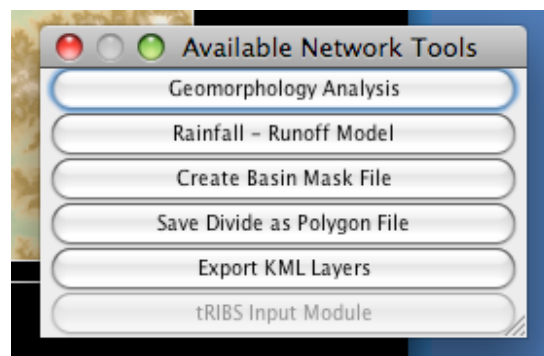 Available Network Tools
Geomorphology Analysis
Rainfall – Runoff Model
Create Basin Mask File
Save Divide as Polygon File
Export KML Layers
tRIBS Input Module